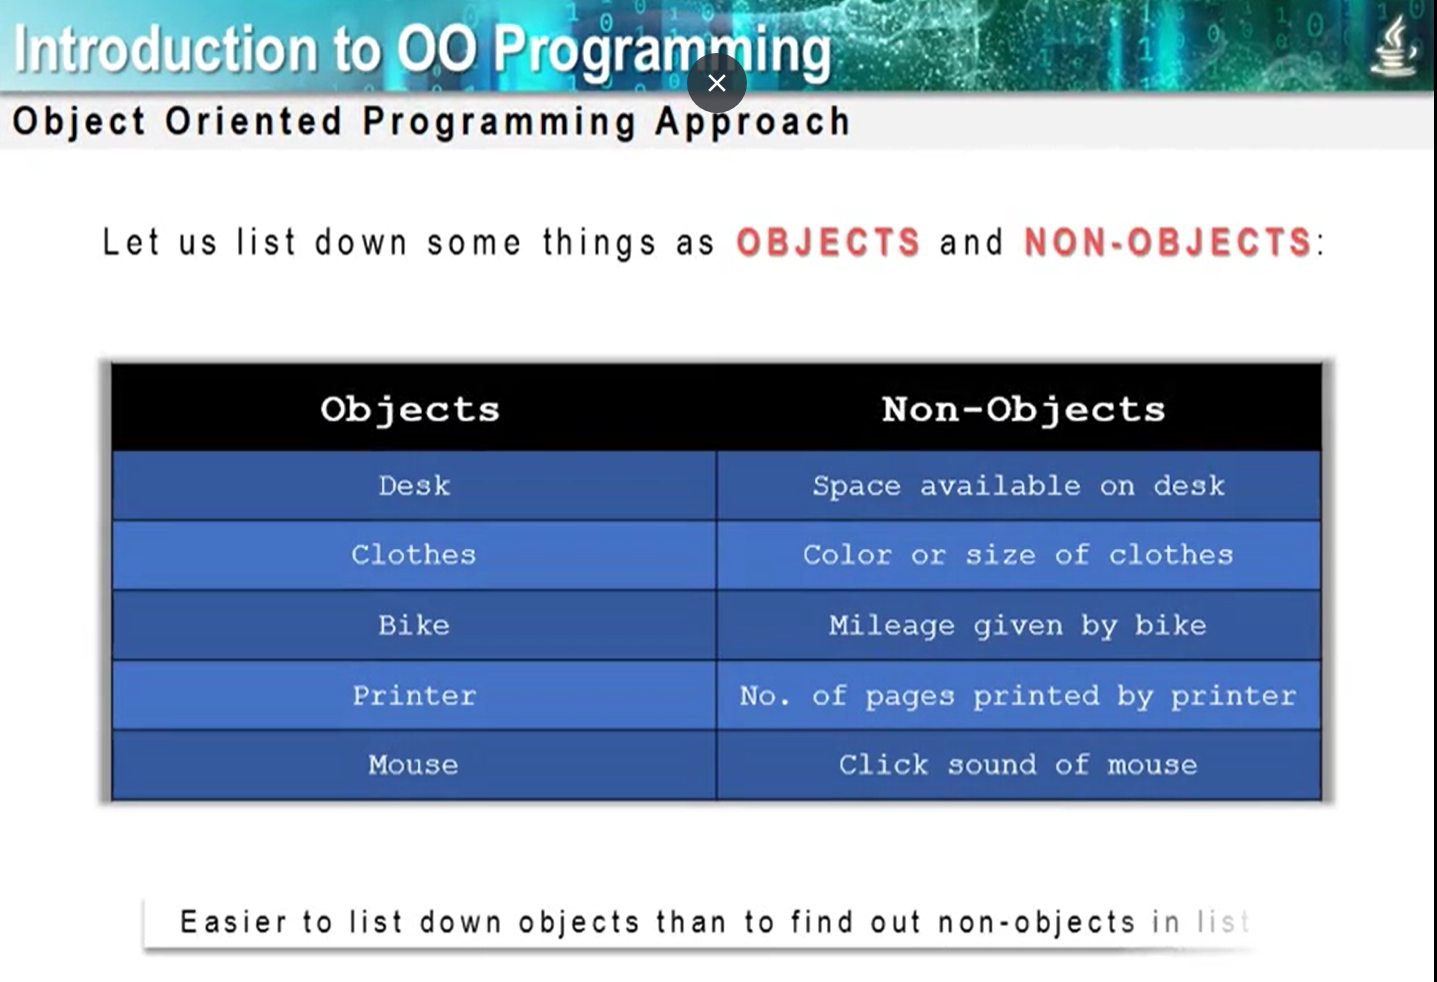 Introduction to OO Programming
Object Oriented Programming Approach
Let us list down some things as OBJECTS and NON-OBJECTS:
Objects Non-Objects
Desk Space available on desk
Clothes Color or size of clothes
Bike Mileage given by bike
Printer No. of pages printed by printer
Mouse Click sound of mouse
Easier to list down objects than to find out non-objects in list